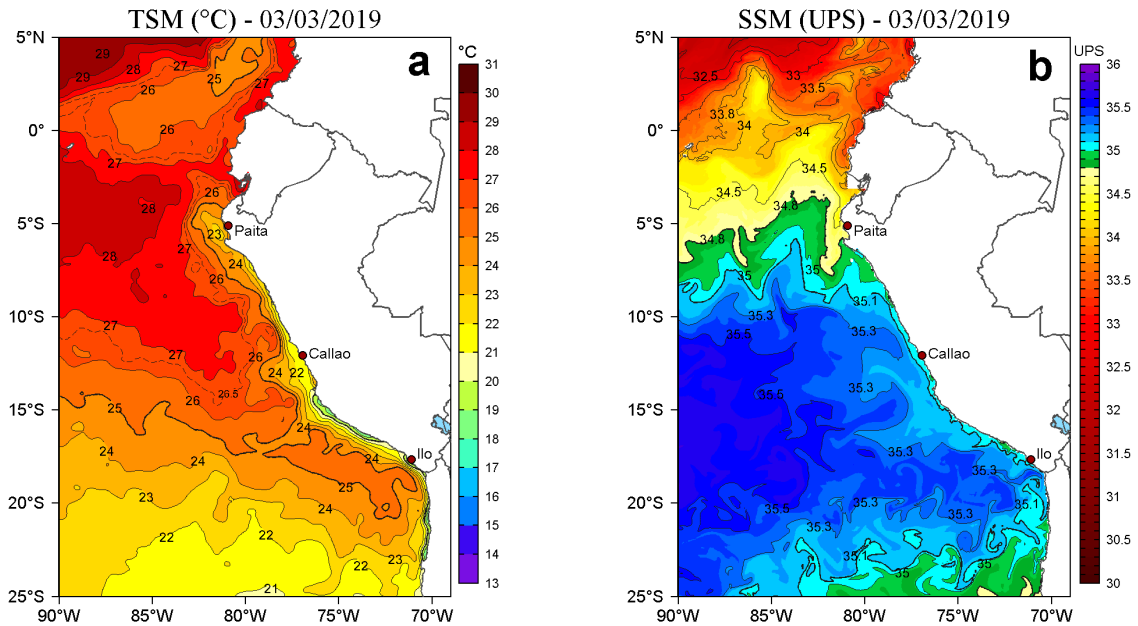 TSM (°C) - 03/03/2019
5°N
0°
5°S
10°S
15°S
20°S
25°S
90°W
85°W
80°W
75°W
70°W
a
°C
31
30
29
28
27
26
25
24
23
22
21
20
19
18
17
16
15
14
13
29
29
28
27
26
25
27
26
27
28
26
23
27
24
28
26
27
27
26
24
22
26.5
26
25
24
24
24
25
23
24
22
22
23
22
21
Paita
Callao
Ilo
SSM (UPS) - 03/03/2019
5°N
0°
5°S
10°S
15°S
20°S
25°S
90°W
85°W
80°W
75°W
70°W
b
UPS
36
35.5
35
34.5
34
33.5
33
32.5
32
31.5
31
30.5
30
32.5
33
33.5
33.8
34
34
34.5
34.5
34.8
34.8
35
35
35.1
35.3
35.5
35.3
35.3
35.5
35.3
35.3
35.5
35.3
35.3
35.3
35.1
35.1
35
35
Paita
Callao
Ilo